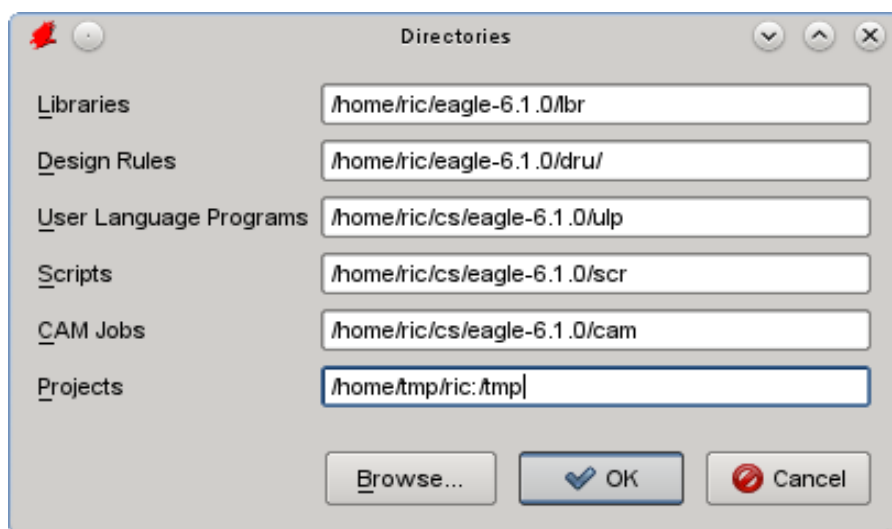 Directories
Libraries /home/ric/eagle-6.1.0/lbr
Design Rules /home/ric/eagle-6.1.0/dru/
User Language Programs /home/ric/cs/eagle-6.1.0/ulp
Scripts /home/ric/cs/eagle-6.1.0/scr
CAM Jobs /home/ric/cs/eagle-6.1.0/cam
Projects /home/tmp/ric:/tmp
Browse... OK Cancel